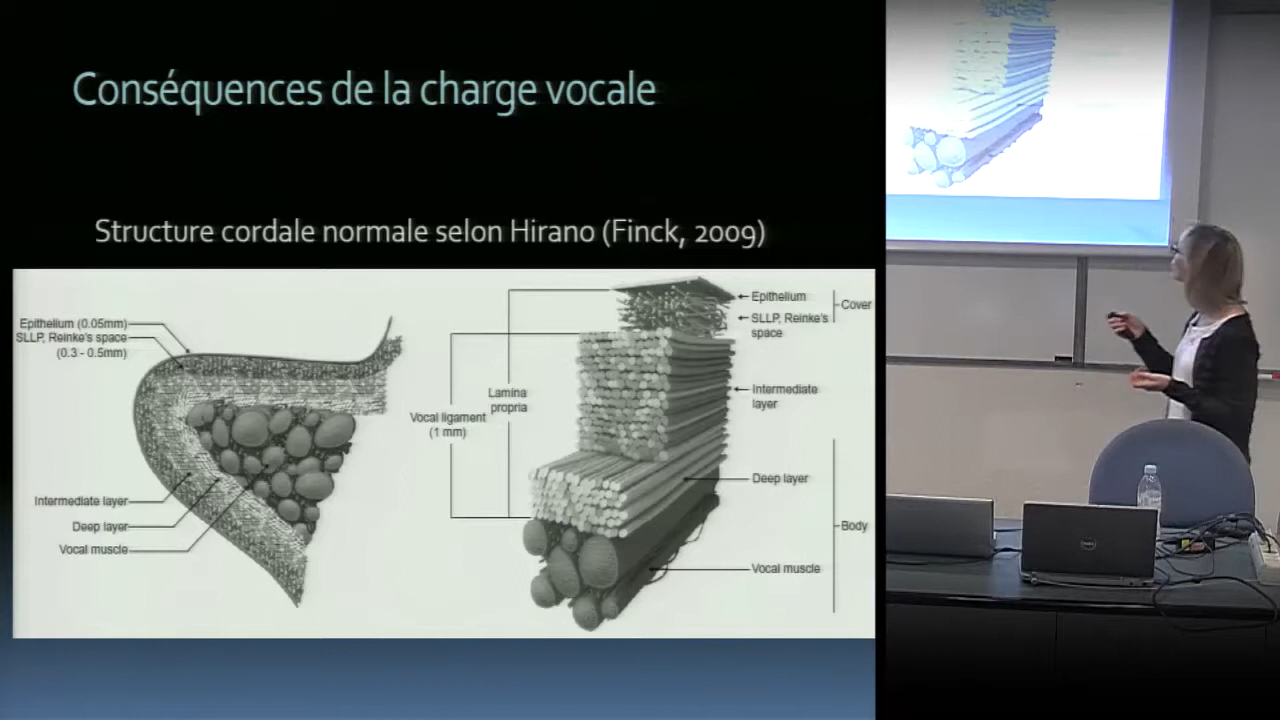 Conséquences de la charge vocale
Structure cordale normale selon Hirano (Finck, 2009)
Epithelium (0.05mm)
SLLP, Reinke's space
(0.3 - 0.5mm)
Intermediate layer
Deep layer
Vocal muscle
Vocal ligament
(1 mm)
Lamina
propria
Epithelium
SLLP, Reinke's
space
Cover
Intermediate
layer
Deep layer
Body
Vocal muscle
DELL